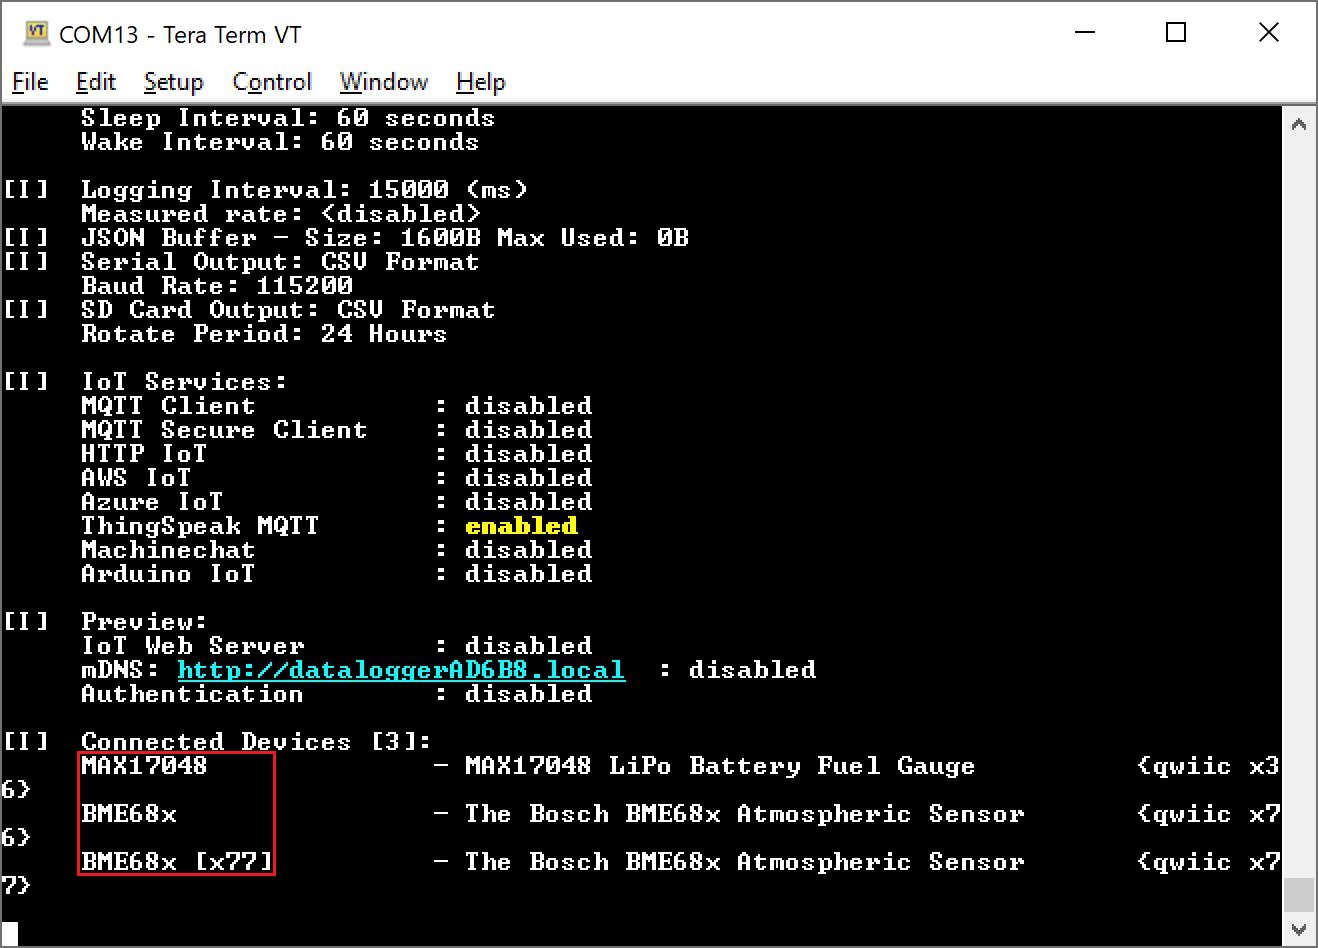 COM13 - Tera Term VT
File Edit Setup Control Window Help
Sleep Interval: 60 seconds
Wake Interval: 60 seconds
[I] Logging Interval: 15000 (ms)
Measured rate: <disabled>
[I] JSON Buffer - Size: 1600B Max Used: 0B
[I] Serial Output: CSV Format
Baud Rate: 115200
[I] SD Card Output: CSV Format
Rotate Period: 24 Hours
[I] IoT Services:
MQTT Client : disabled
MQTT Secure Client : disabled
HTTP IoT : disabled
AWS IoT : disabled
Azure IoT : disabled
ThingSpeak MQTT : enabled
Machinechat : disabled
Arduino IoT : disabled
[I] Preview:
IoT Web Server : disabled
mDNS: http://dataloggerAD6B8.local : disabled
Authentication : disabled
[I] Connected Devices [3]:
MAX17048 - MAX17048 LiPo Battery Fuel Gauge {qwiic x3
6}
BME68x - The Bosch BME68x Atmospheric Sensor {qwiic x7
6}
BME68x [x77] - The Bosch BME68x Atmospheric Sensor {qwiic x7
7}